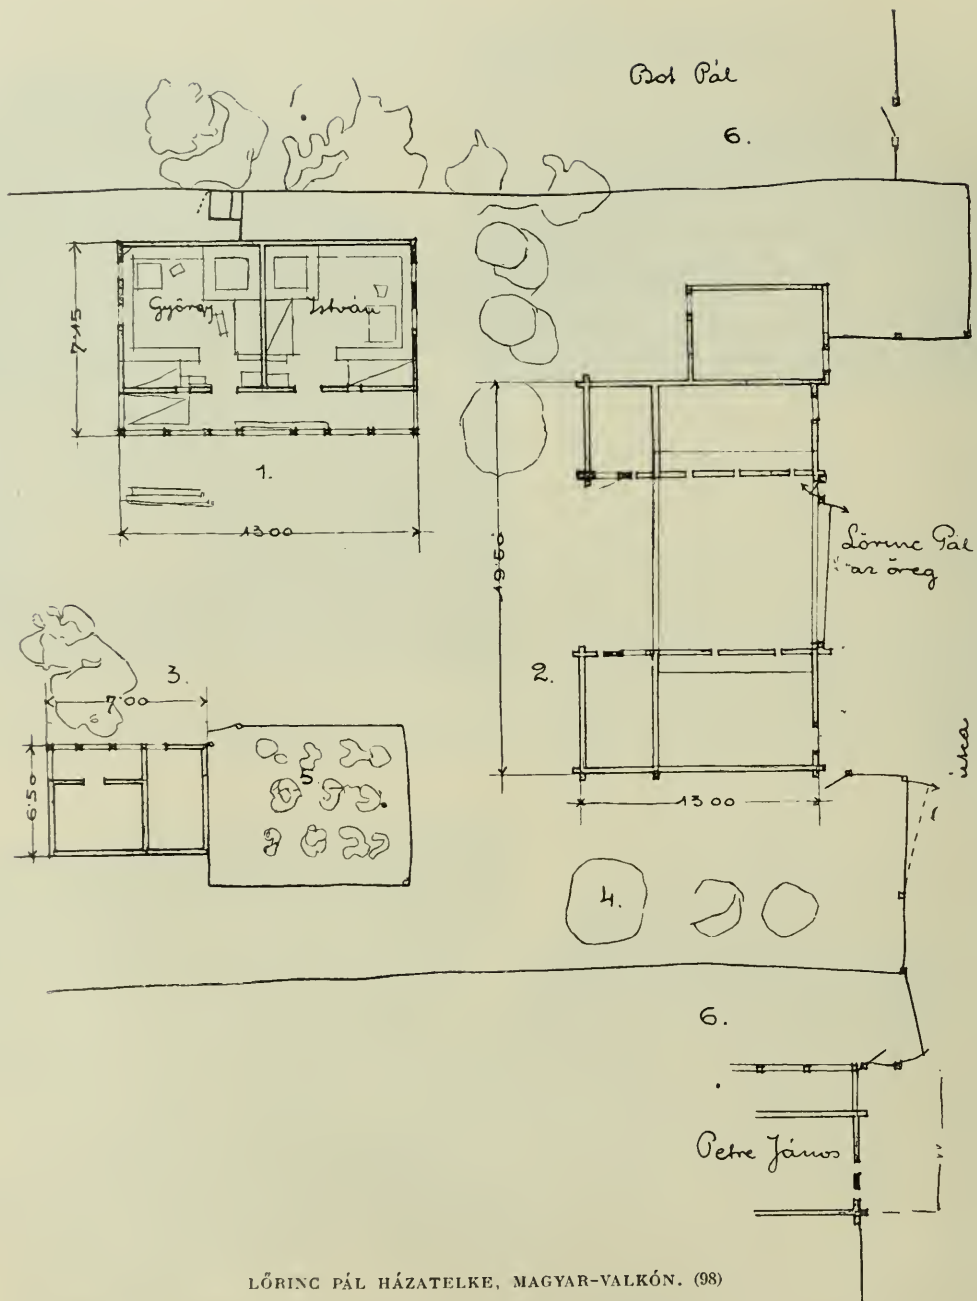 Bot Pál
6.
György
István
7·15
1.
13·00
Lőrinc Pál
az öreg
19·50
2.
3.
7·00
6·50
5
13·00
utca
4.
6.
Petre János
LŐRINC PÁL HÁZATELKE, MAGYAR-VALKÓN. (98)